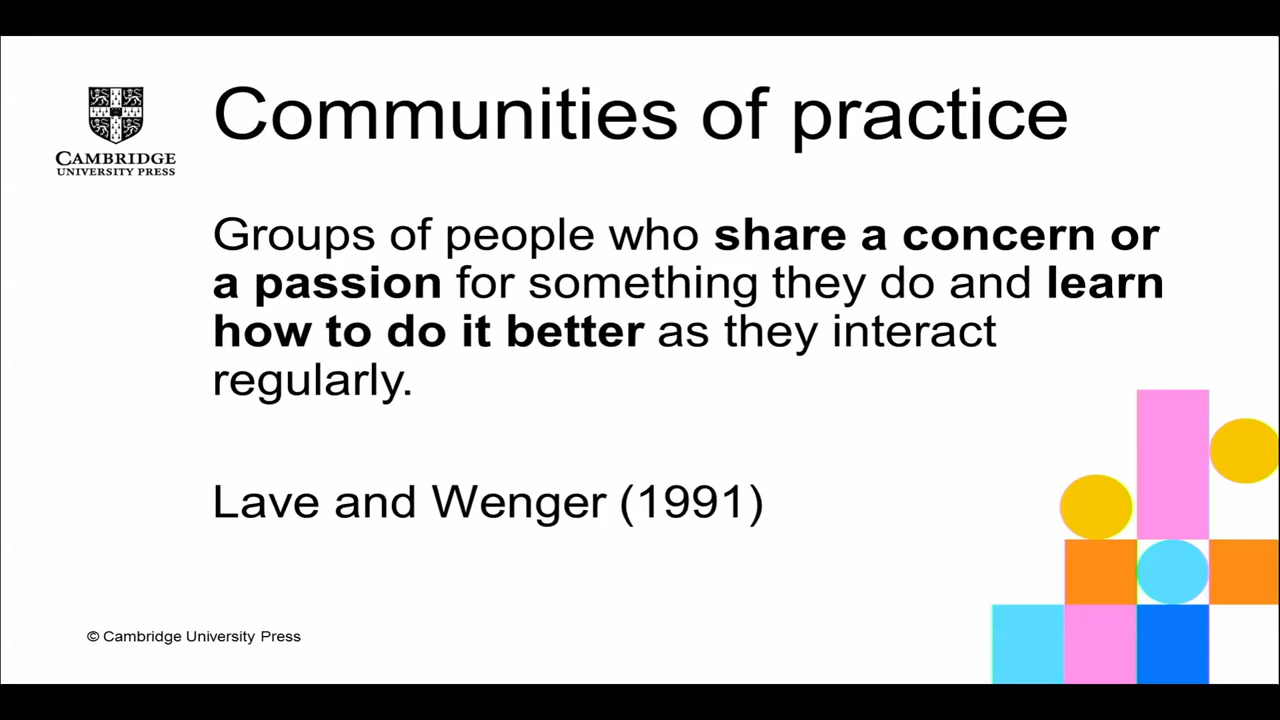 CAMBRIDGE
UNIVERSITY PRESS
Communities of practice
Groups of people who share a concern or
a passion for something they do and learn
how to do it better as they interact
regularly.
Lave and Wenger (1991)
© Cambridge University Press